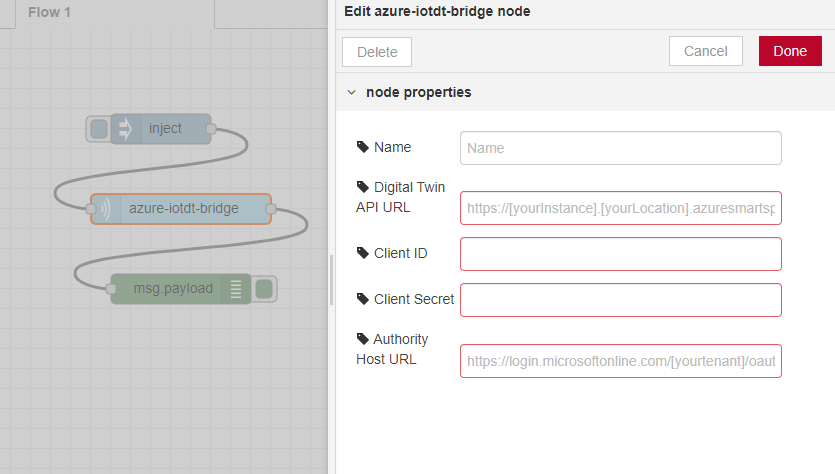 Flow 1
inject
azure-iotdt-bridge
msg.payload
Edit azure-iotdt-bridge node
Delete
Cancel
Done
node properties
Name
Name
Digital Twin
API URL
https://[yourInstance].[yourLocation].azuresmartsp
Client ID
Client Secret
Authority
Host URL
https://login.microsoftonline.com/[yourtenant]/oaut